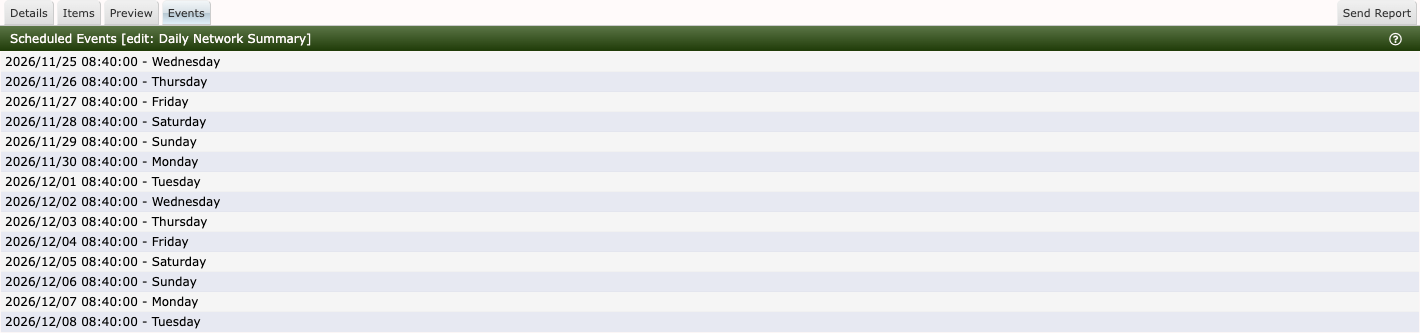 Details Items Preview Events Send Report
Scheduled Events [edit: Daily Network Summary]
2026/11/25 08:40:00 - Wednesday
2026/11/26 08:40:00 - Thursday
2026/11/27 08:40:00 - Friday
2026/11/28 08:40:00 - Saturday
2026/11/29 08:40:00 - Sunday
2026/11/30 08:40:00 - Monday
2026/12/01 08:40:00 - Tuesday
2026/12/02 08:40:00 - Wednesday
2026/12/03 08:40:00 - Thursday
2026/12/04 08:40:00 - Friday
2026/12/05 08:40:00 - Saturday
2026/12/06 08:40:00 - Sunday
2026/12/07 08:40:00 - Monday
2026/12/08 08:40:00 - Tuesday